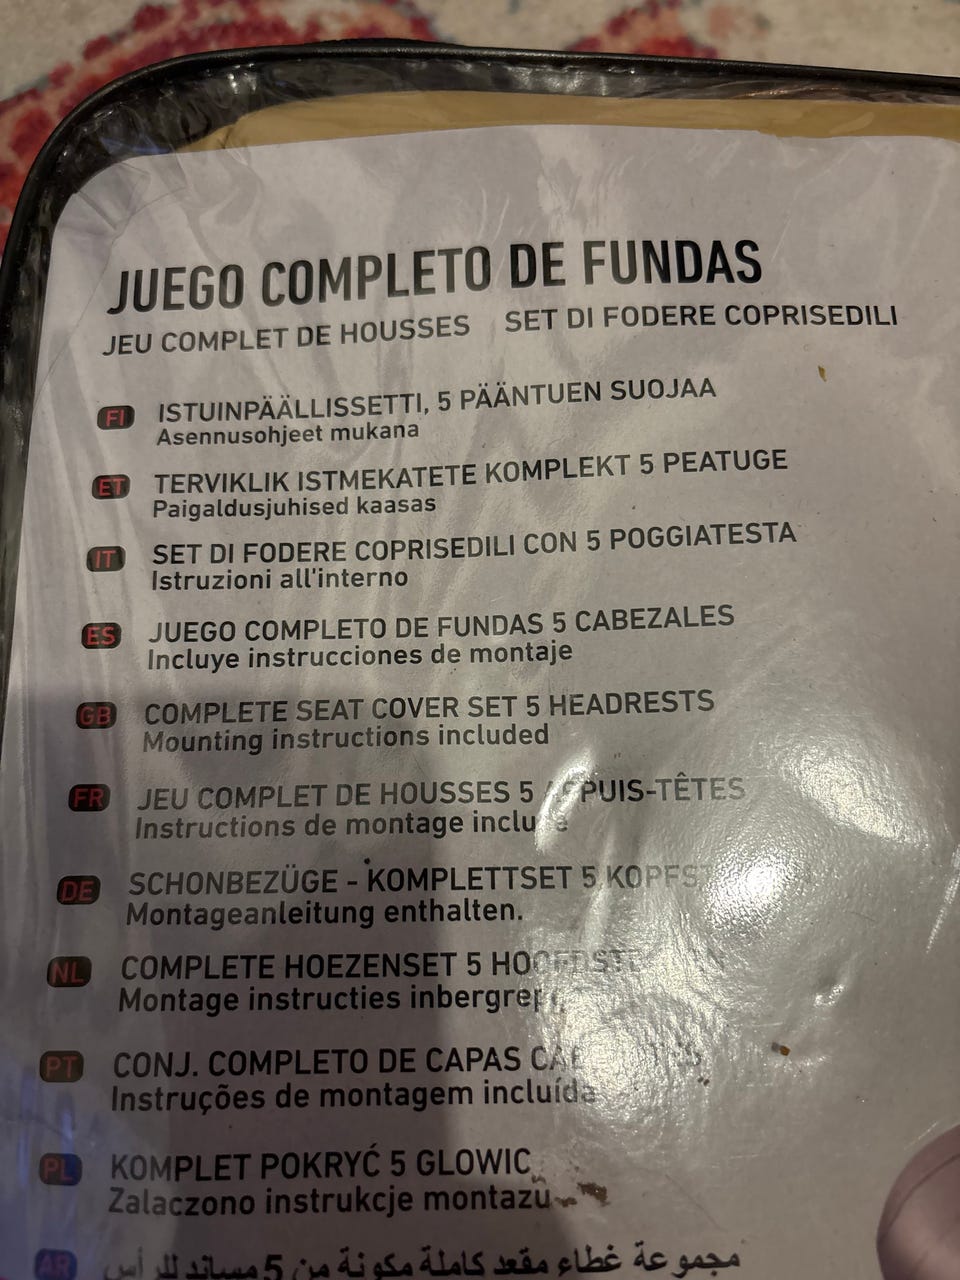 JUEGO COMPLETO DE FUNDAS
JEU COMPLET DE HOUSSES SET DI FODERE COPRISEDILI
FI ISTUINPÄÄLLISSETTI, 5 PÄÄNTUEN SUOJAA
Asennusohjeet mukana
ET TERVIKLIK ISTMEKATETE KOMPLEKT 5 PEATUGE
Paigaldusjuhised kaasas
IT SET DI FODERE COPRISEDILI CON 5 POGGIATESTA
Istruzioni all'interno
ES JUEGO COMPLETO DE FUNDAS 5 CABEZALES
Incluye instrucciones de montaje
GB COMPLETE SEAT COVER SET 5 HEADRESTS
Mounting instructions included
FR JEU COMPLET DE HOUSSES 5
Instructions de montage
DE SCHONBEZÜGE - KOMPLETTSET 5
Montageanleitung enthalten.
NL COMPLETE HOEZENSET 5
Montage instructies
PT CONJ. COMPLETO DE CAPAS
Instruções de montagem
PL KOMPLET POKRYĆ 5 GLOWIC
Zalaczono instrukcje montazu
AR مجموعة غطاء مقعد كاملة مكونة من 5 مساند للرأس